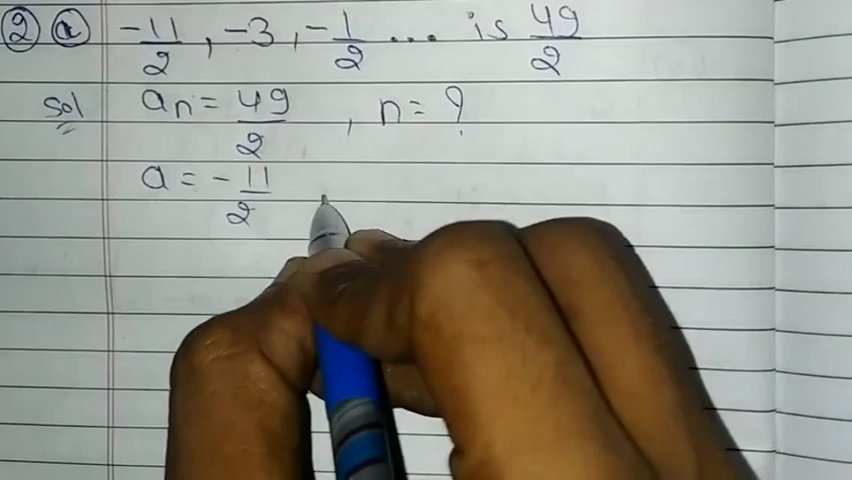 2 a -11/2, -3, -1/2 ... is 49/2
Sol an = 49/2, n = ?
a = -11/2